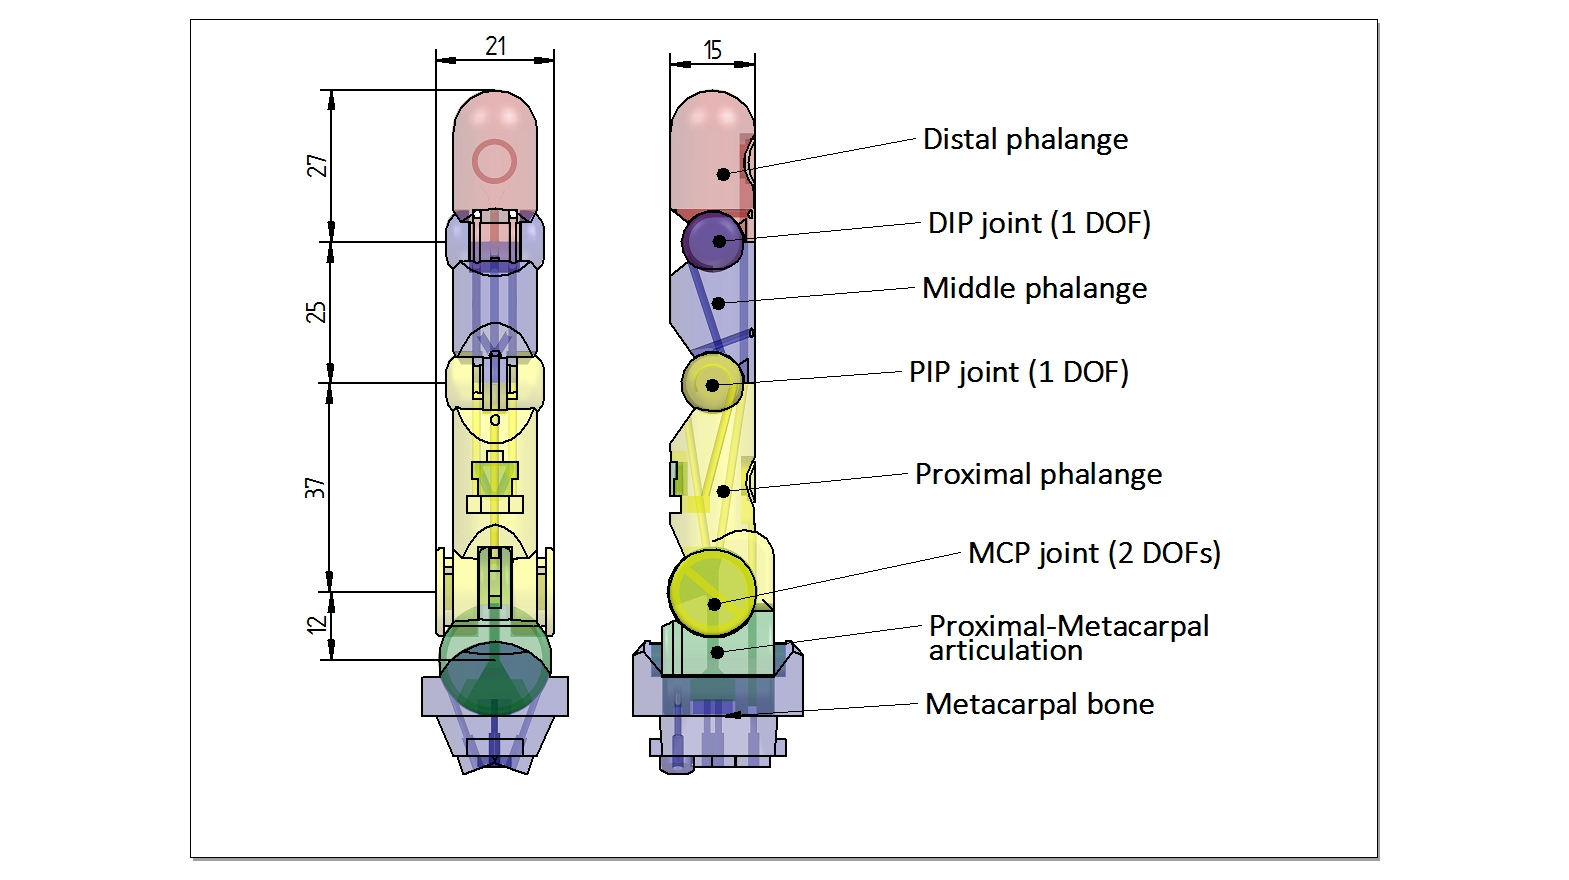 21
15
27
25
37
12
Distal phalange
DIP joint (1 DOF)
Middle phalange
PIP joint (1 DOF)
Proximal phalange
MCP joint (2 DOFs)
Proximal-Metacarpal
articulation
Metacarpal bone